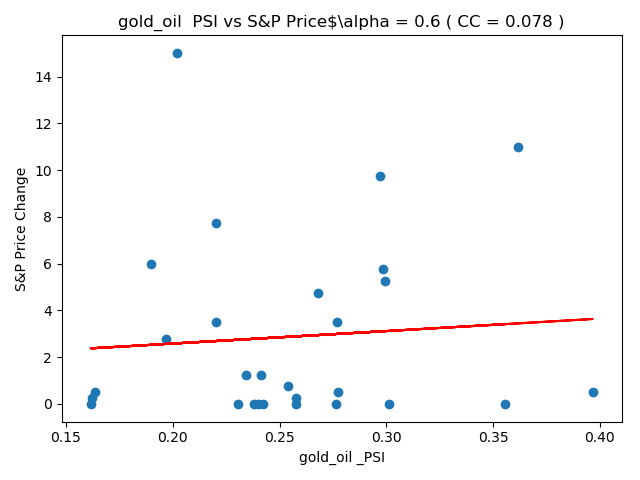 gold_oil  PSI vs S&P Price$\alpha = 0.6 ( CC = 0.078 )
S&P Price Change
14
12
10
8
6
4
2
0
0.15 0.20 0.25 0.30 0.35 0.40
gold_oil _PSI